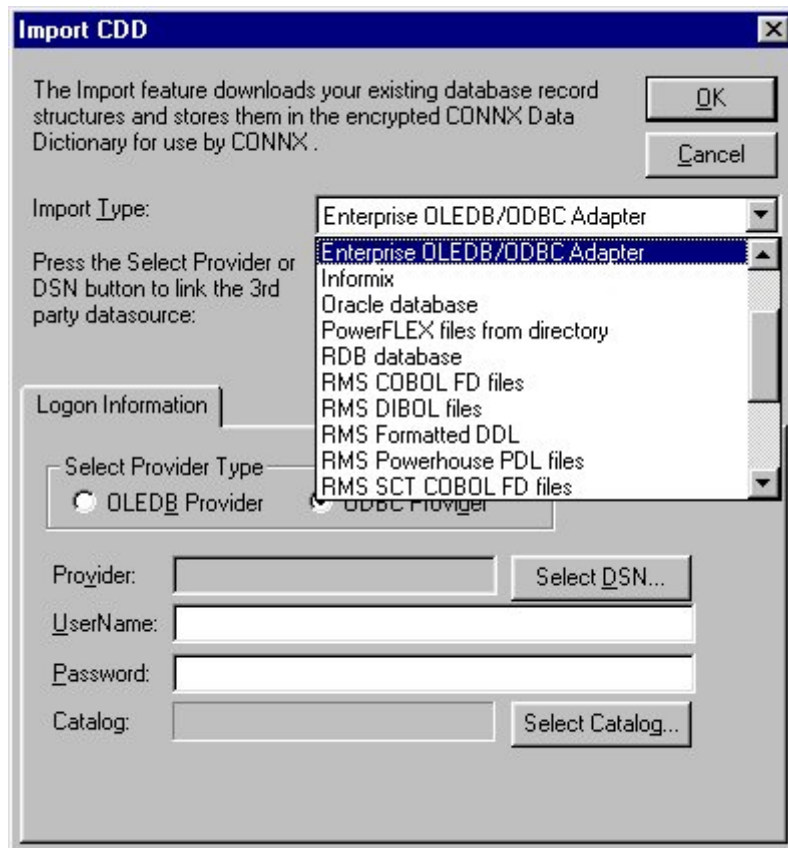 Import CDD
The Import feature downloads your existing database record
structures and stores them in the encrypted CONNX Data
Dictionary for use by CONNX .
OK
Cancel
Import Type:
Enterprise OLEDB/ODBC Adapter
Press the Select Provider or
DSN button to link the 3rd
party datasource:
Enterprise OLEDB/ODBC Adapter
Informix
Oracle database
PowerFLEX files from directory
RDB database
RMS COBOL FD files
RMS DIBOL files
RMS Formatted DDL
RMS Powerhouse PDL files
RMS SCT COBOL FD files
Logon Information
Select Provider Type
OLEDB Provider
ODBC Provider
Provider:
Select DSN...
UserName:
Password:
Catalog:
Select Catalog...